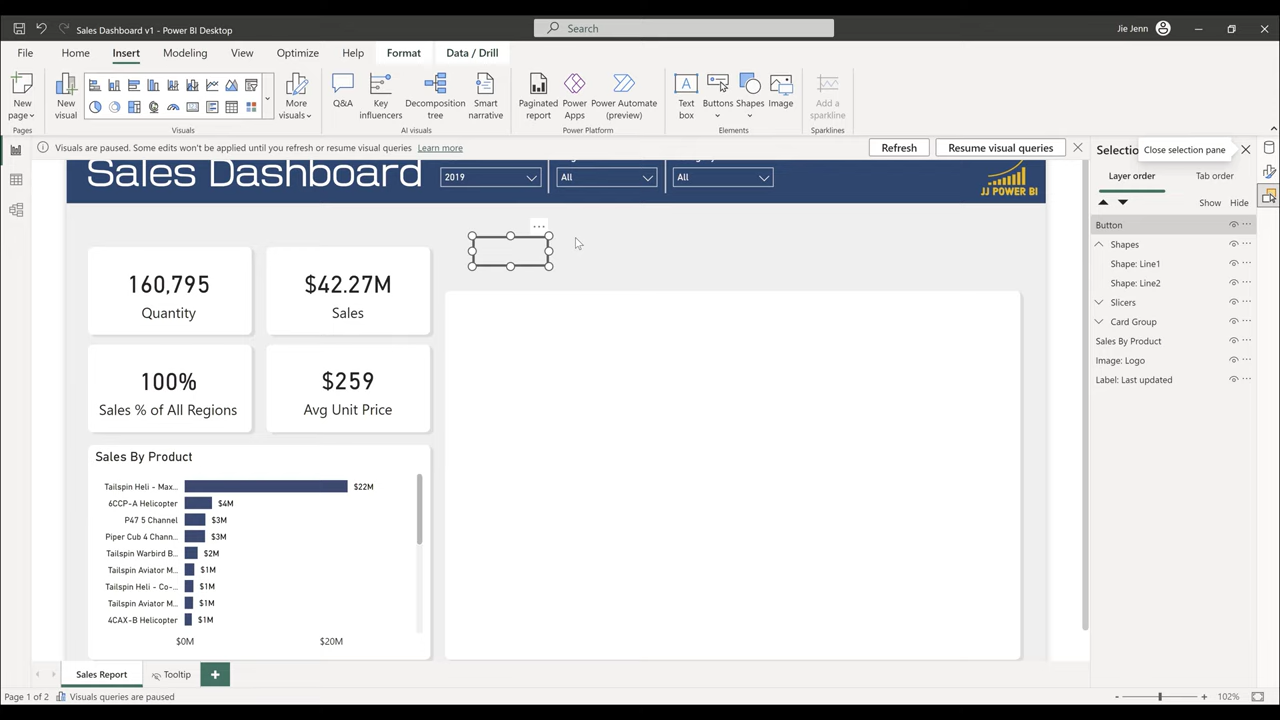 Sales Dashboard v1 - Power BI Desktop
Search
Jie Jenn
File Home Insert Modeling View Optimize Help Format Data / Drill
New page
New visual
More visuals
Q&A
Key influencers
Decomposition tree
Smart narrative
Paginated report
Power Apps
Power Automate (preview)
Text box
Buttons
Shapes
Image
Add a sparkline
Pages Visuals AI visuals Power Platform Elements Sparklines
Visuals are paused. Some edits won't be applied until you refresh or resume visual queries Learn more
Refresh
Resume visual queries
Sales Dashboard
2019
All
All
JJ POWER BI
160,795
Quantity
$42.27M
Sales
100%
Sales % of All Regions
$259
Avg Unit Price
Sales By Product
Tailspin Heli - Max... $22M
6CCP-A Helicopter $4M
P47 5 Channel $3M
Piper Cub 4 Chann... $3M
Tailspin Warbird B... $2M
Tailspin Aviator M... $1M
Tailspin Heli - Co-... $1M
Tailspin Aviator M... $1M
4CAX-B Helicopter $1M
$0M $20M
Selectio
Close selection pane
Layer order Tab order
Show Hide
Button
Shapes
Shape: Line1
Shape: Line2
Slicers
Card Group
Sales By Product
Image: Logo
Label: Last updated
Sales Report
Tooltip
Page 1 of 2 Visuals queries are paused
102%